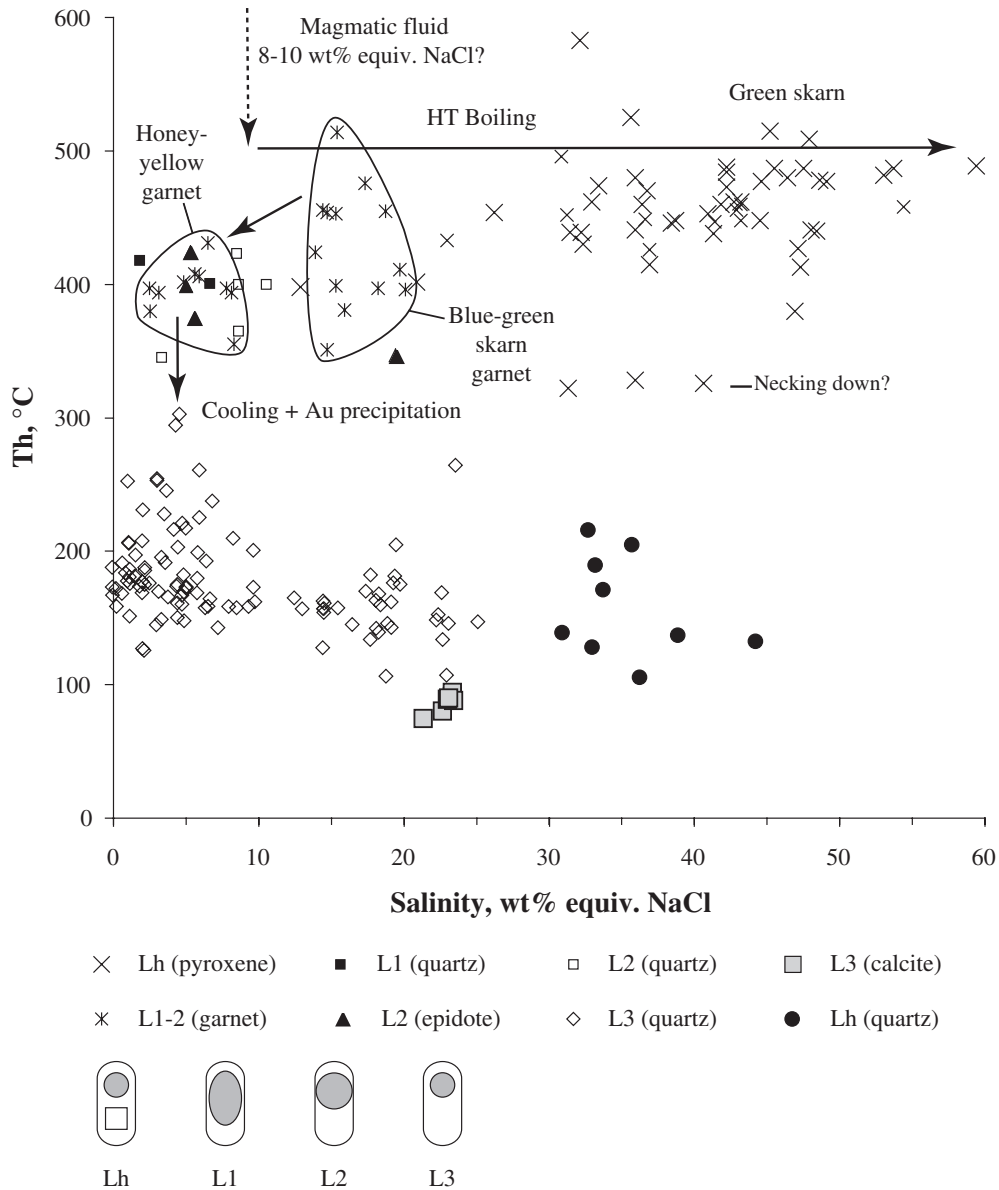 600
500
400
300
200
100
0
Th, °C
Magmatic fluid
8-10 wt% equiv. NaCl?
Green skarn
HT Boiling
Honey-
yellow
garnet
Blue-green
skarn
garnet
Necking down?
Cooling + Au precipitation
0
10
20
30
40
50
60
Salinity, wt% equiv. NaCl
Lh (pyroxene)
L1 (quartz)
L2 (quartz)
L3 (calcite)
L1-2 (garnet)
L2 (epidote)
L3 (quartz)
Lh (quartz)
Lh
L1
L2
L3